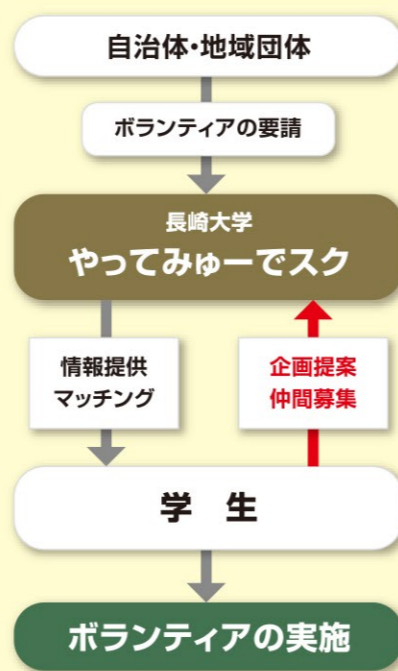 自治体・地域団体
ボランティアの要請
長崎大学
やってみゅーでスク
情報提供
マッチング
企画提案
仲間募集
学 生
ボランティアの実施